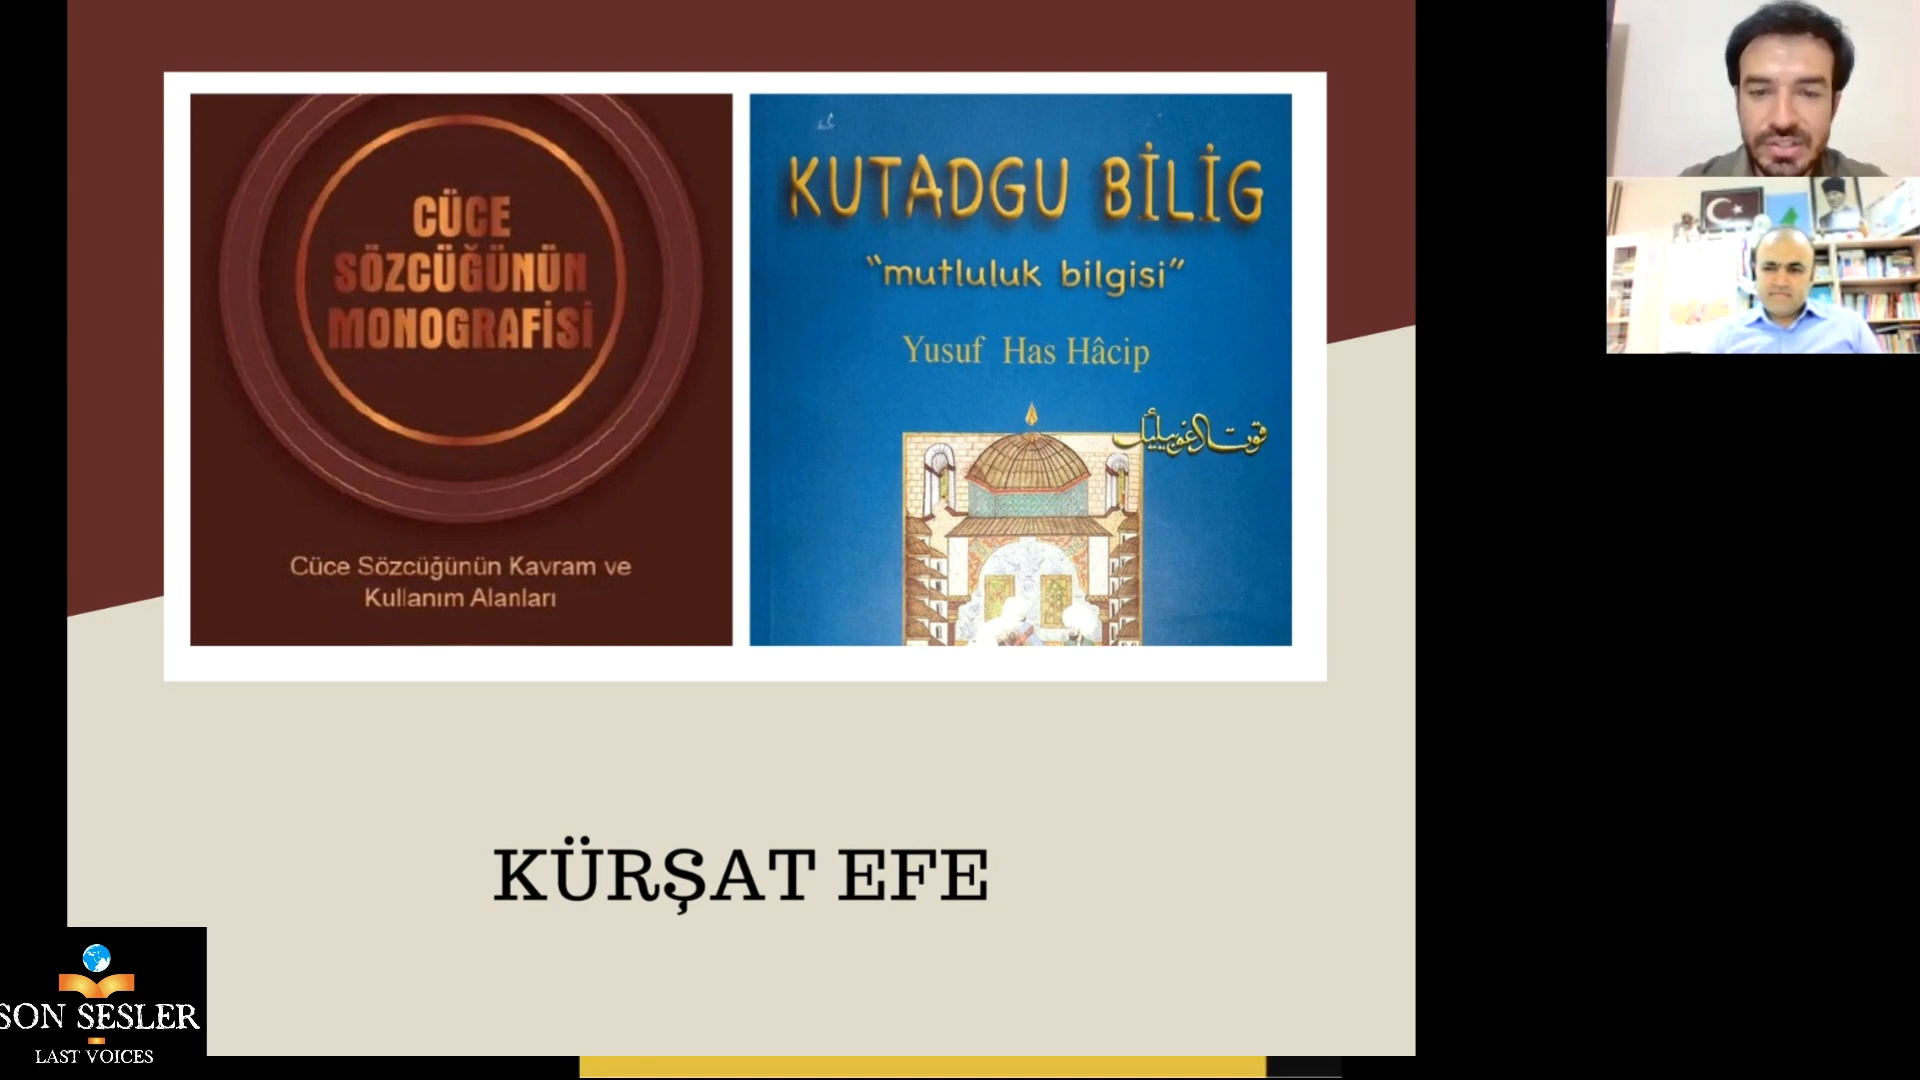 CÜCE
SÖZCÜĞÜNÜN
MONOGRAFİSİ
Cüce Sözcüğünün Kavram ve
Kullanım Alanları
KUTADGU BİLİG
"mutluluk bilgisi"
Yusuf Has Hâcip
KÜRŞAT EFE
SON SESLER
LAST VOICES